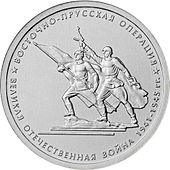 ВОСТОЧНО-ПРУССКАЯ ОПЕРАЦИЯ
ВЕЛИКАЯ ОТЕЧЕСТВЕННАЯ ВОЙНА 1941-1945 гг.